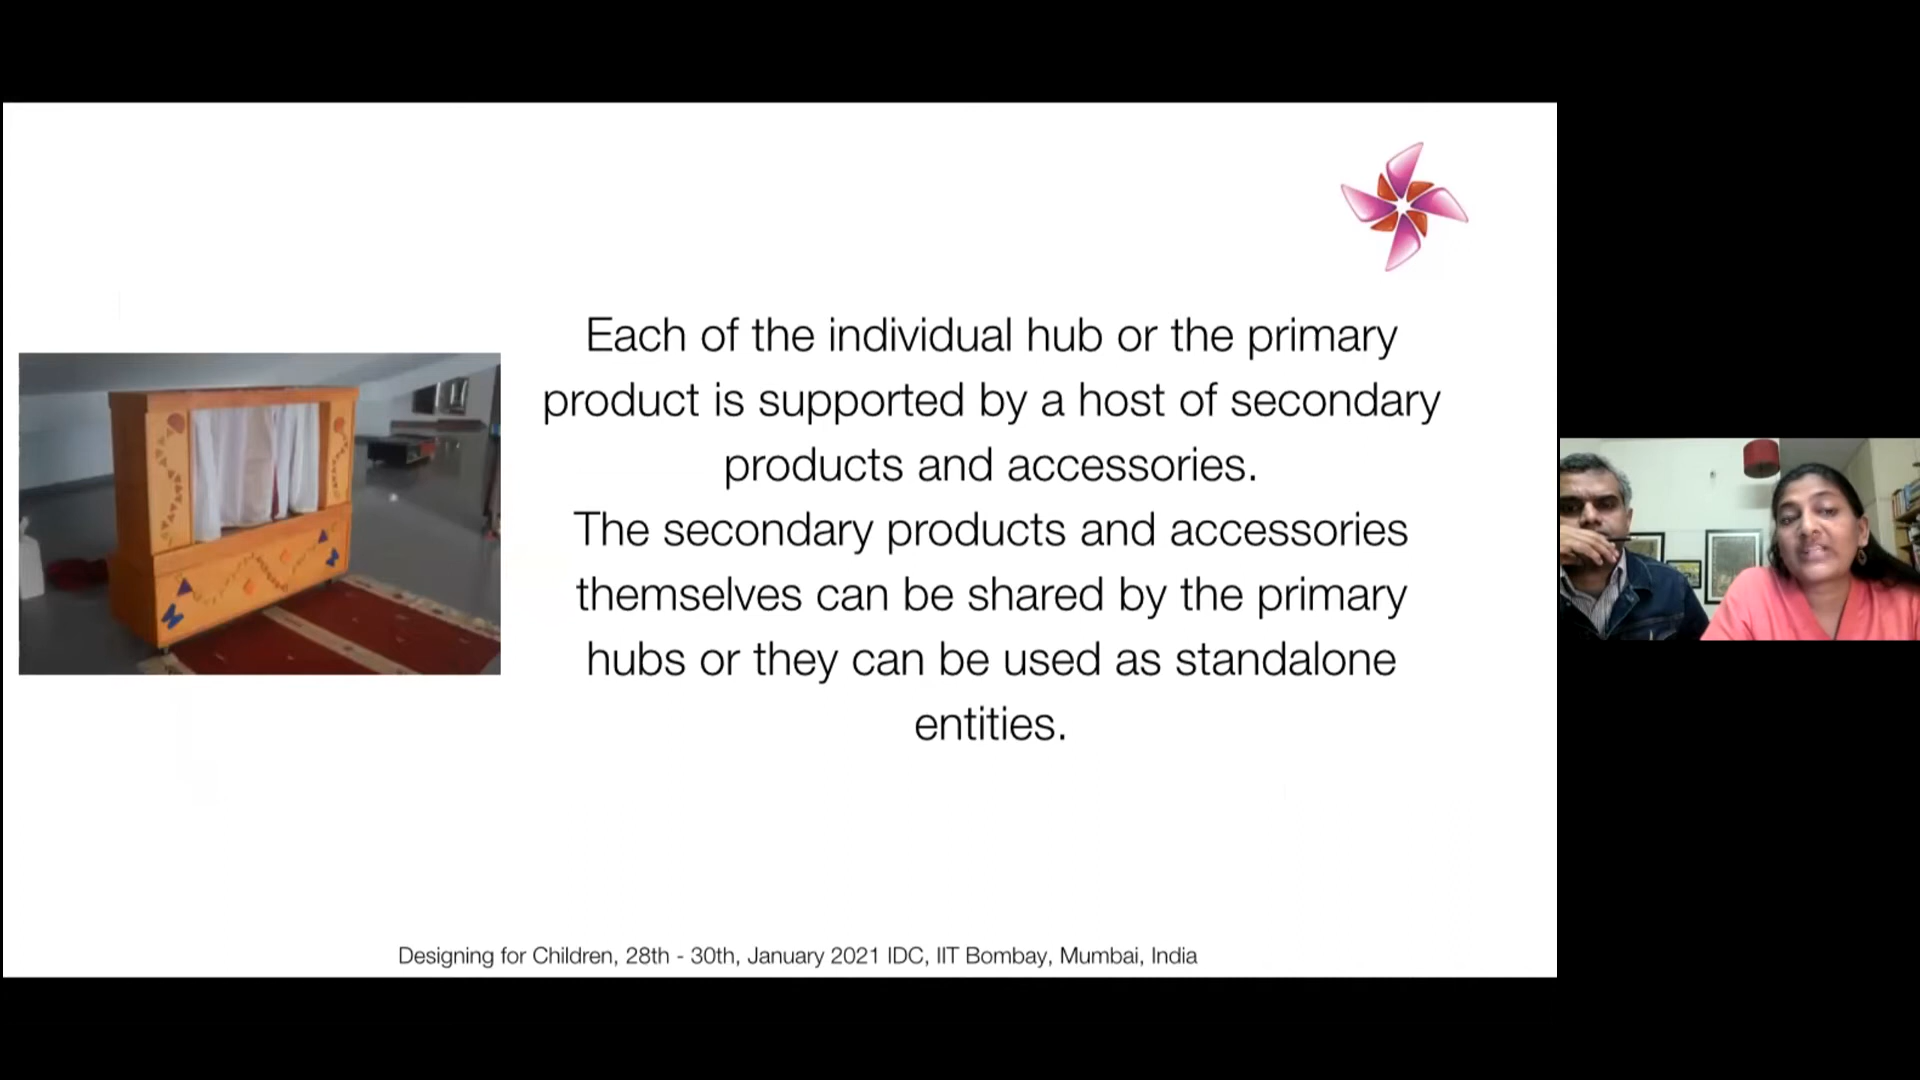 Each of the individual hub or the primary
product is supported by a host of secondary
products and accessories.
The secondary products and accessories
themselves can be shared by the primary
hubs or they can be used as standalone
entities.
Designing for Children, 28th - 30th, January 2021 IDC, IIT Bombay, Mumbai, India